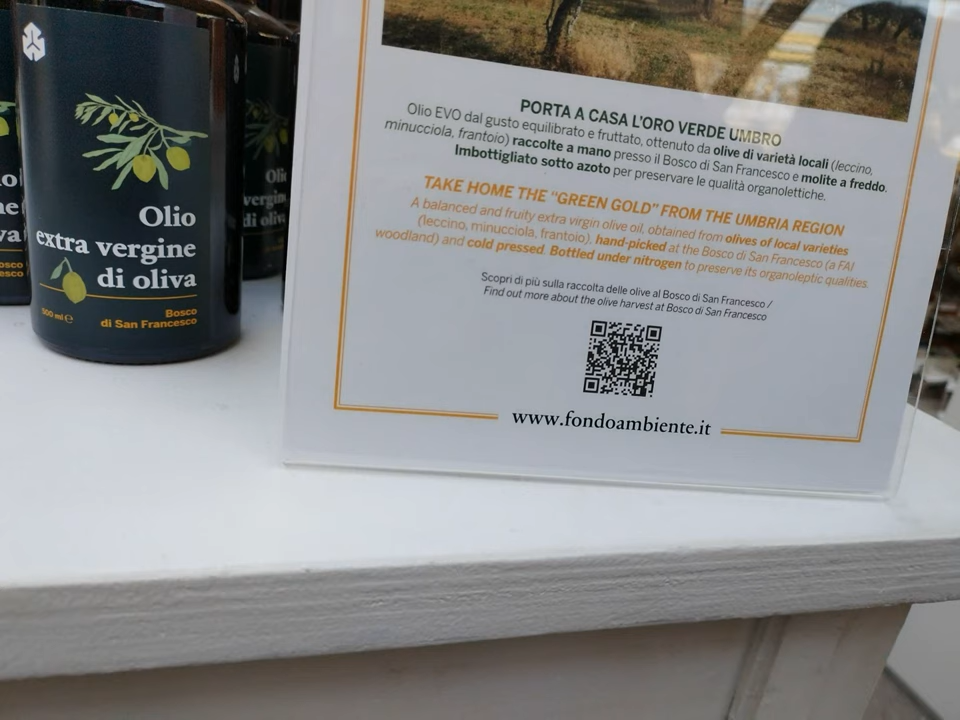 Olio
extra vergine
di oliva
500 ml e
Bosco
di San Francesco
Olio
vergine
di oliva
PORTA A CASA L'ORO VERDE UMBRO
Olio EVO dal gusto equilibrato e fruttato, ottenuto da olive di varietà locali (leccino,
minucciola, frantoio) raccolte a mano presso il Bosco di San Francesco e molite a freddo.
Imbottigliato sotto azoto per preservare le qualità organolettiche.
TAKE HOME THE "GREEN GOLD" FROM THE UMBRIA REGION
A balanced and fruity extra virgin olive oil, obtained from olives of local varieties
(leccino, minucciola, frantoio), hand-picked at the Bosco di San Francesco (a FAI
woodland) and cold pressed. Bottled under nitrogen to preserve its organoleptic qualities.
Scopri di più sulla raccolta delle olive al Bosco di San Francesco /
Find out more about the olive harvest at Bosco di San Francesco
www.fondoambiente.it